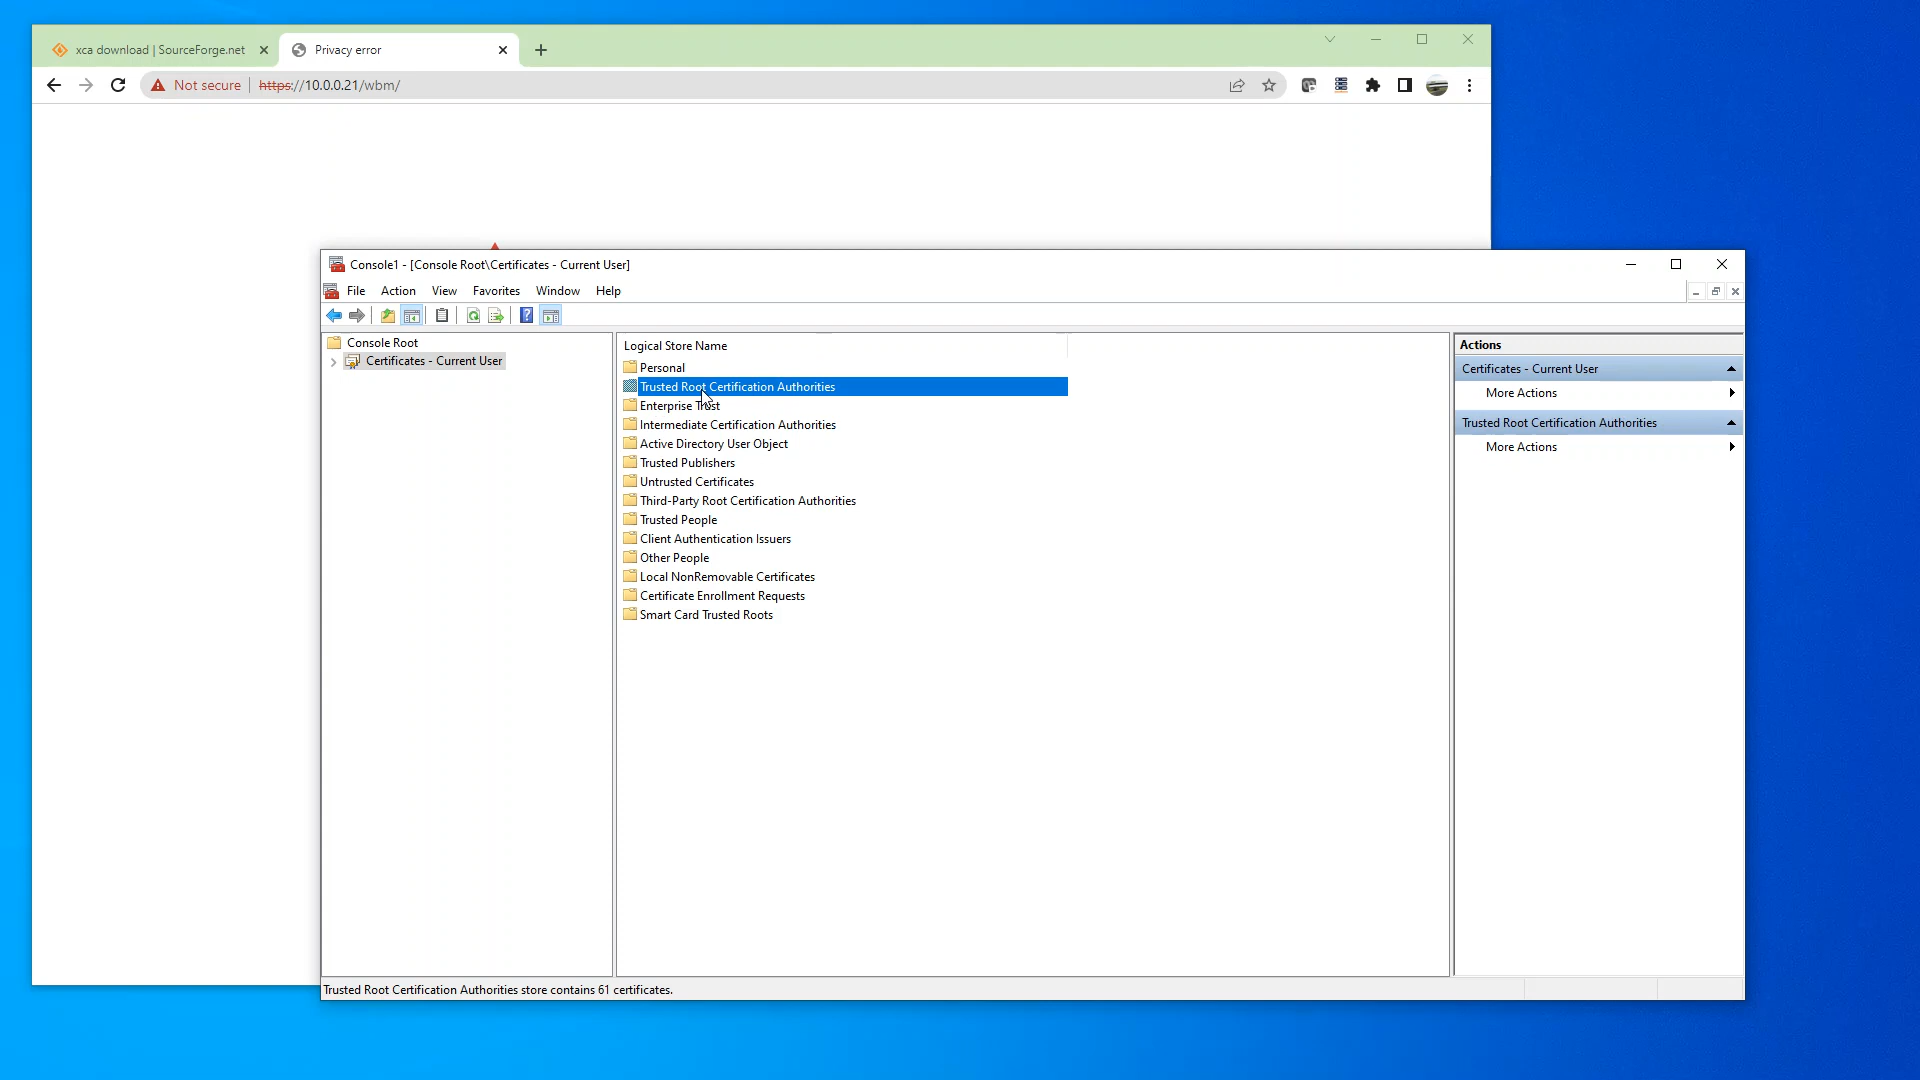 xca download | SourceForge.net
Privacy error
Not secure
https://10.0.0.21/wbm/
Console1 - [Console Root\Certificates - Current User]
File Action View Favorites Window Help
Console Root
Certificates - Current User
Logical Store Name
Personal
Trusted Root Certification Authorities
Enterprise Trust
Intermediate Certification Authorities
Active Directory User Object
Trusted Publishers
Untrusted Certificates
Third-Party Root Certification Authorities
Trusted People
Client Authentication Issuers
Other People
Local NonRemovable Certificates
Certificate Enrollment Requests
Smart Card Trusted Roots
Actions
Certificates - Current User
More Actions
Trusted Root Certification Authorities
More Actions
Trusted Root Certification Authorities store contains 61 certificates.